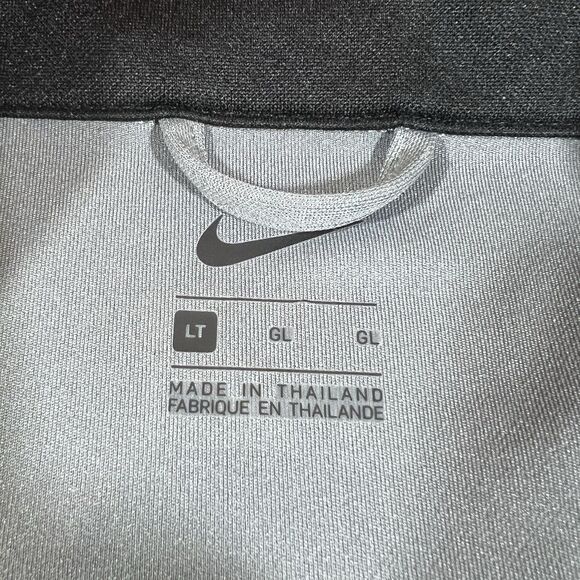 LT GL GL
MADE IN THAILAND
FABRIQUE EN THAILANDE